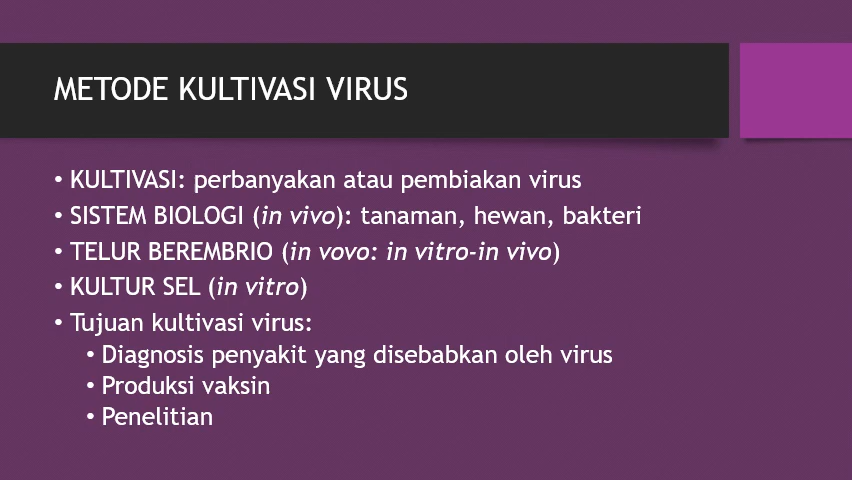 METODE KULTIVASI VIRUS
• KULTIVASI: perbanyakan atau pembiakan virus
• SISTEM BIOLOGI (in vivo): tanaman, hewan, bakteri
• TELUR BEREMBRIO (in vovo: in vitro-in vivo)
• KULTUR SEL (in vitro)
• Tujuan kultivasi virus:
• Diagnosis penyakit yang disebabkan oleh virus
• Produksi vaksin
• Penelitian